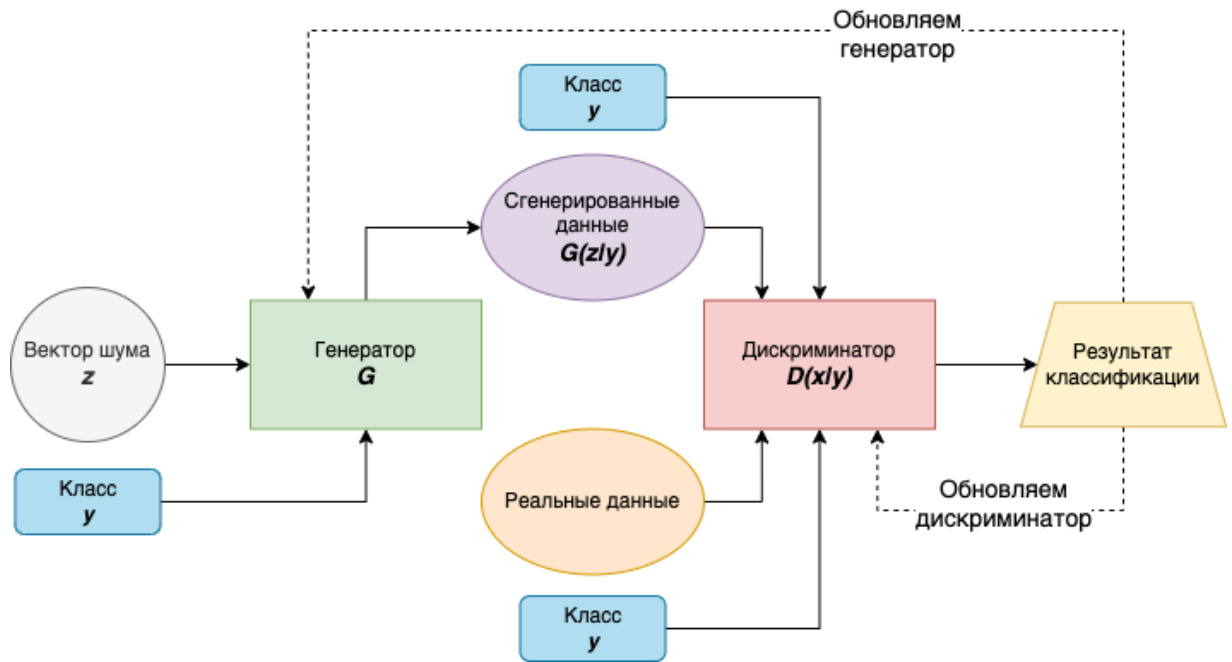 Обновляем
генератор
Класс
y
Сгенерированные
данные
G(z|y)
Вектор шума
z
Генератор
G
Дискриминатор
D(x|y)
Результат
классификации
Класс
y
Реальные данные
Обновляем
дискриминатор
Класс
y